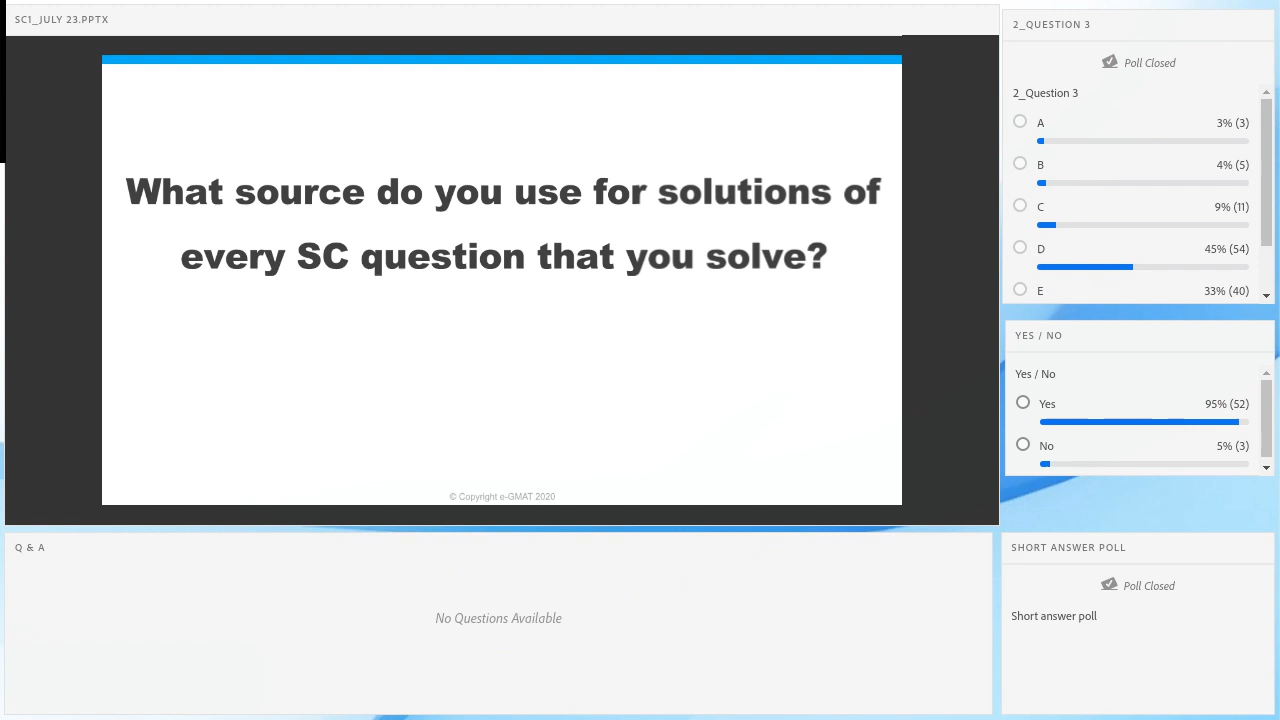 SC1_JULY 23.PPTX
What source do you use for solutions of
every SC question that you solve?
© Copyright e-GMAT 2020
2_QUESTION 3
Poll Closed
2_Question 3
A 3% (3)
B 4% (5)
C 9% (11)
D 45% (54)
E 33% (40)
YES / NO
Yes / No
Yes 95% (52)
No 5% (3)
Q & A
No Questions Available
SHORT ANSWER POLL
Poll Closed
Short answer poll